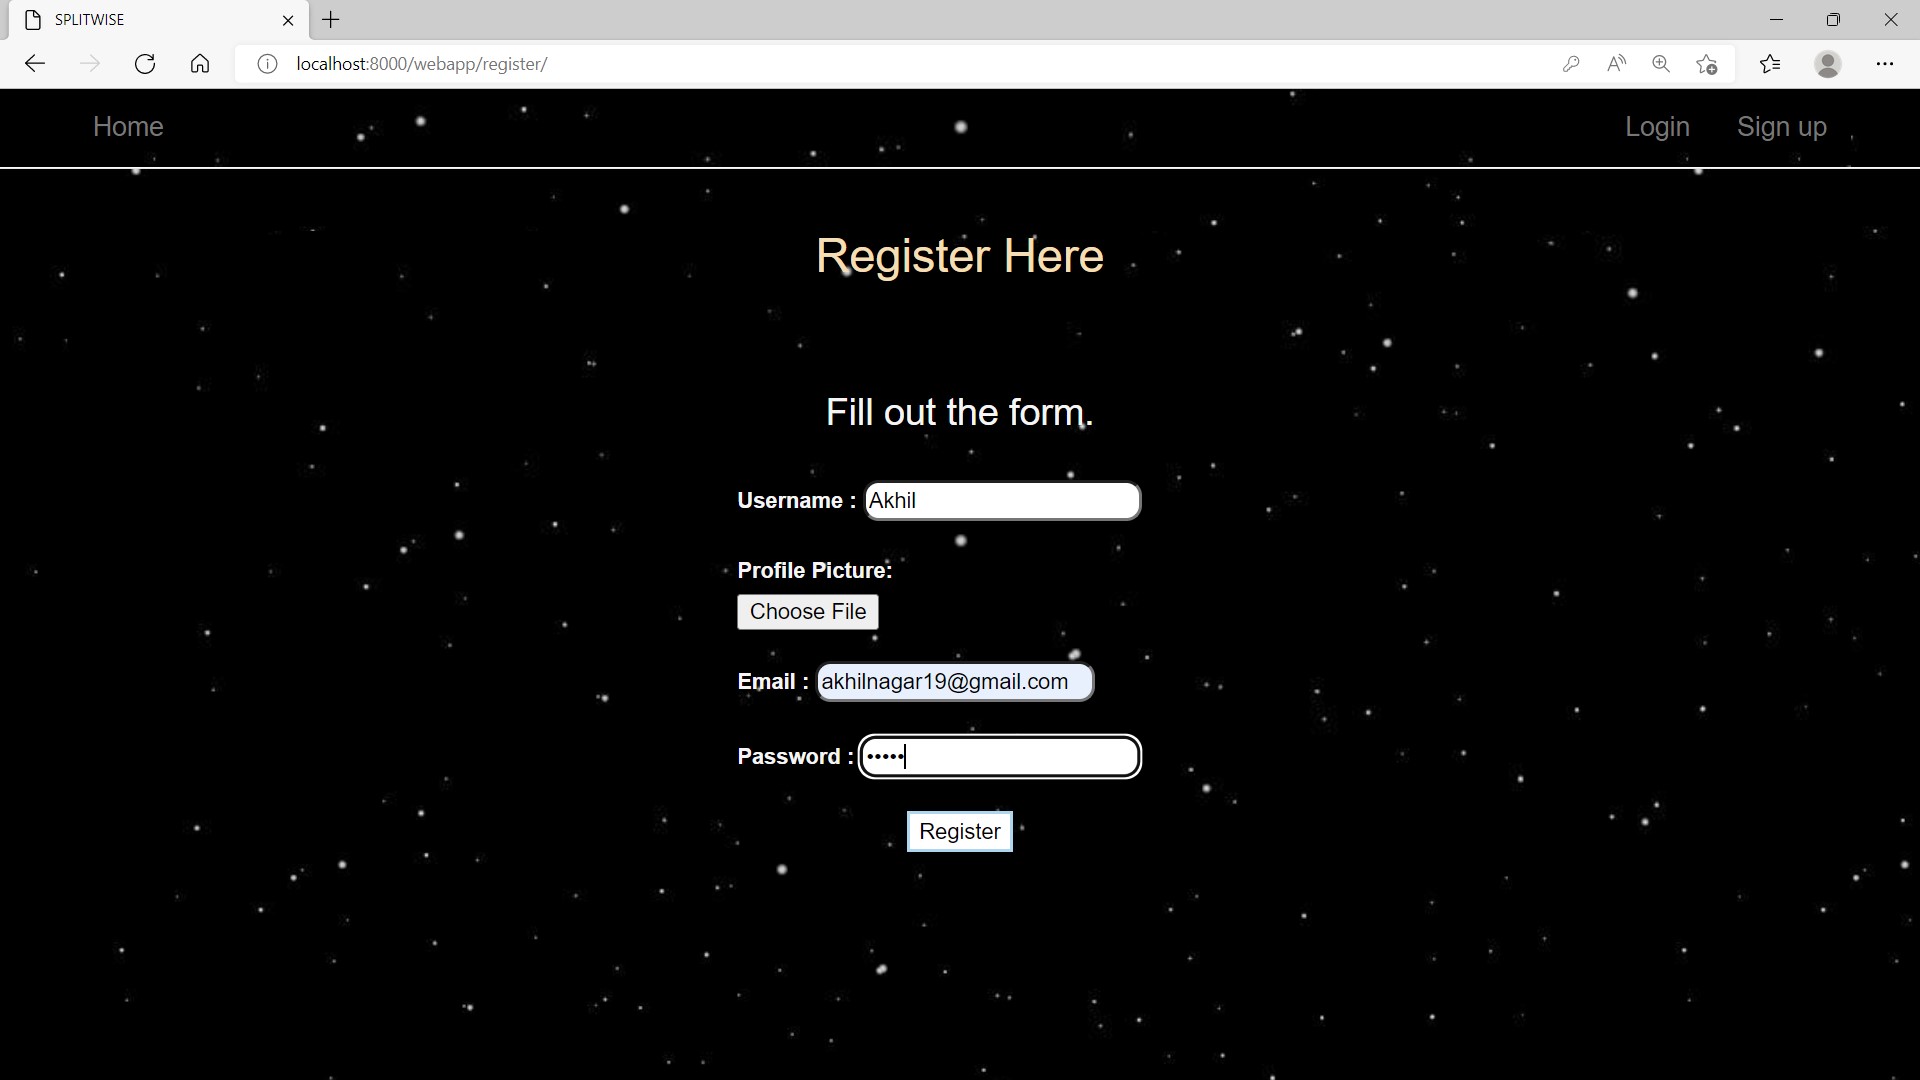 SPLITWISE
localhost:8000/webapp/register/
Home Login Sign up
Register Here
Fill out the form.
Username : Akhil
Profile Picture:
Choose File
Email : akhilnagar19@gmail.com
Password : •••••
Register